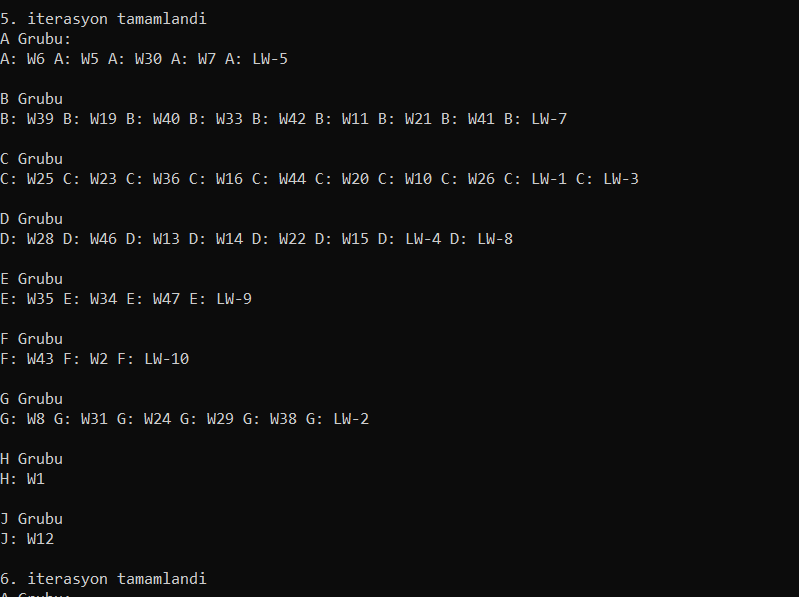 5. iterasyon tamamlandi
A Grubu:
A: W6 A: W5 A: W30 A: W7 A: LW-5
B Grubu
B: W39 B: W19 B: W40 B: W33 B: W42 B: W11 B: W21 B: W41 B: LW-7
C Grubu
C: W25 C: W23 C: W36 C: W16 C: W44 C: W20 C: W10 C: W26 C: LW-1 C: LW-3
D Grubu
D: W28 D: W46 D: W13 D: W14 D: W22 D: W15 D: LW-4 D: LW-8
E Grubu
E: W35 E: W34 E: W47 E: LW-9
F Grubu
F: W43 F: W2 F: LW-10
G Grubu
G: W8 G: W31 G: W24 G: W29 G: W38 G: LW-2
H Grubu
H: W1
J Grubu
J: W12
6. iterasyon tamamlandi
A Grubu: